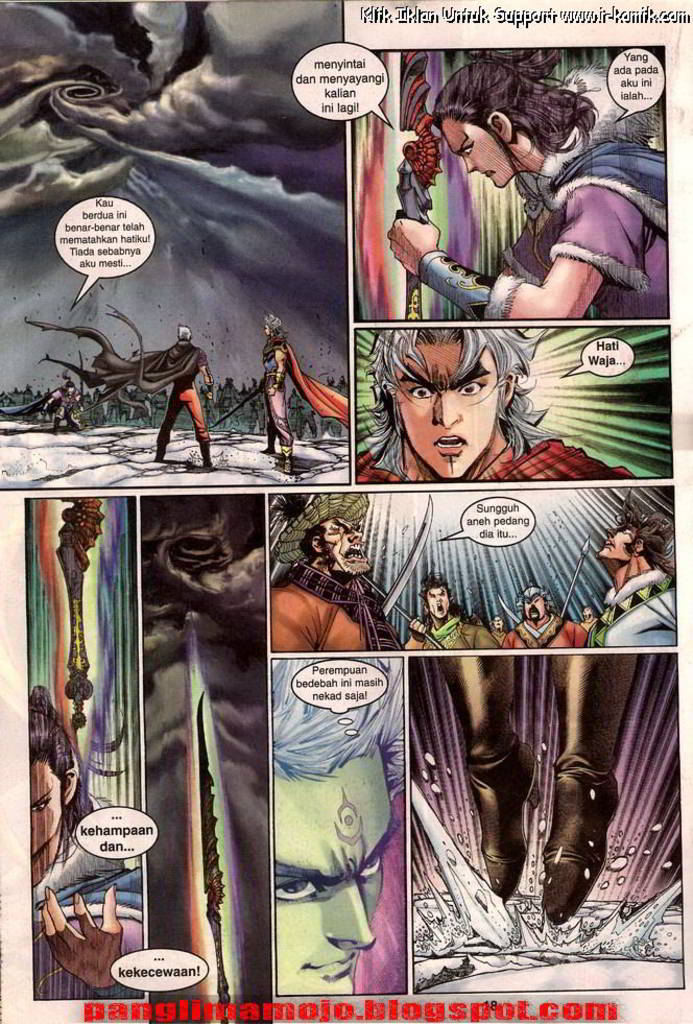 Klik Iklan Untuk Support www.ir-komik.com
Kau
berdua ini
benar-benar telah
mematahkan hatiku!
Tiada sebabnya
aku mesti...
menyintai
dan menyayangi
kalian
ini lagi!
Yang
ada pada
aku ini
ialah...
Hati
Waja...
...
kehampaan
dan...
...
kekecewaan!
Sungguh
aneh pedang
dia itu...
Perempuan
bedebah ini masih
nekad saja!
18
panglimamojo.blogspot.com